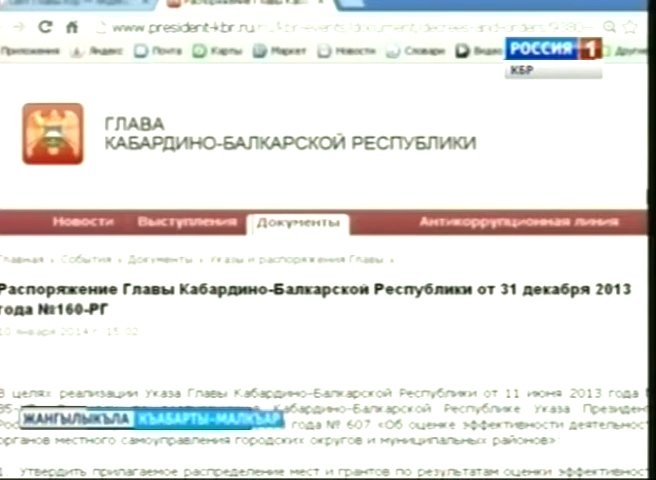 www.president-kbr.ru
Приложения Яндекс Почта Карты Маркет Новости Словари Видео
РОССИЯ 1
КБР
ГЛАВА
КАБАРДИНО-БАЛКАРСКОЙ РЕСПУБЛИКИ
Новости Выступления Документы Антикоррупционная линия
Главная События Документы Указы и распоряжения Главы
Распоряжение Главы Кабардино-Балкарской Республики от 31 декабря 2013
года №160-РГ
10 января 2014 г. 15:02
В целях реализации Указа Главы Кабардино-Балкарской Республики от 11 июня 2013 года
Кабардино-Балкарской Республике Указа
ЖАНГЫЛЫКЪЛА КЪАБАРТЫ-МАЛКЪАР года № 607 «Об оценке эффективности
органов местного самоуправления городских округов и муниципальных районов»
1. Утвердить прилагаемое распределение мест и грантов по результатам оценки